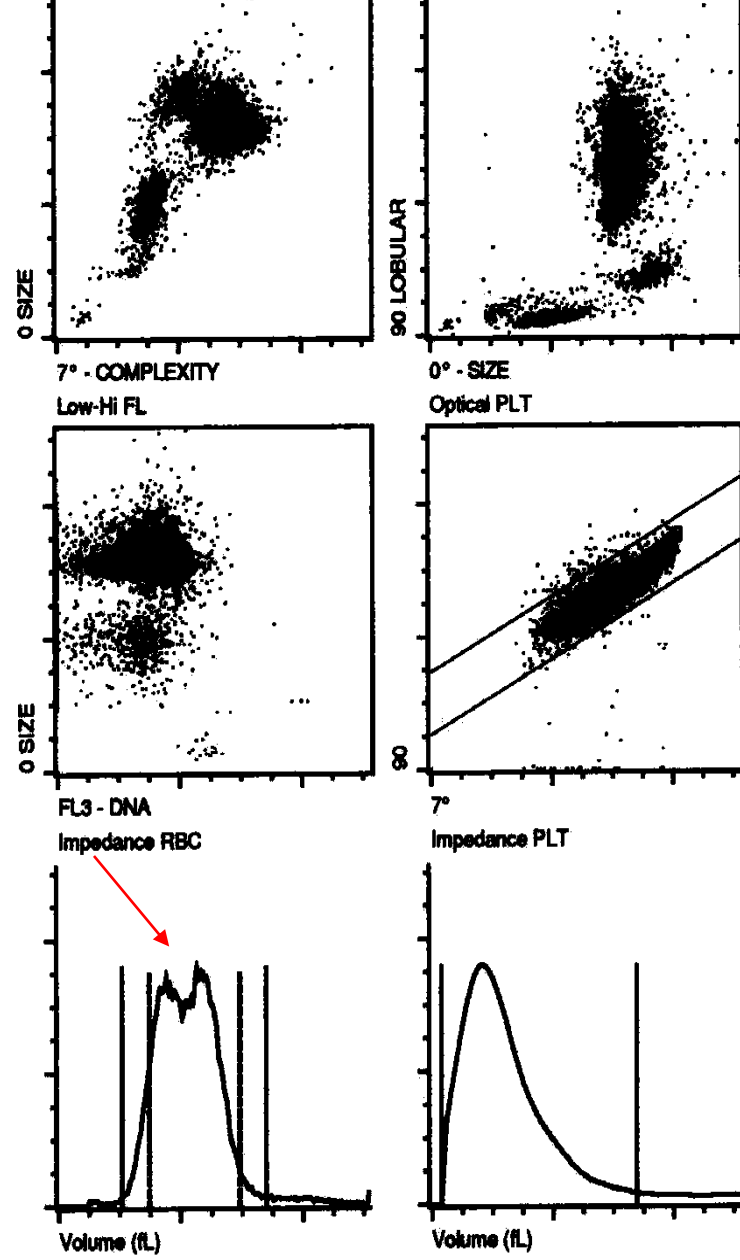 0 SIZE
7° - COMPLEXITY
90 LOBULAR
0° - SIZE
Low-Hi FL
0 SIZE
FL3 - DNA
Optical PLT
90
7°
Impedance RBC
Volume (fL)
Impedance PLT
Volume (fL)